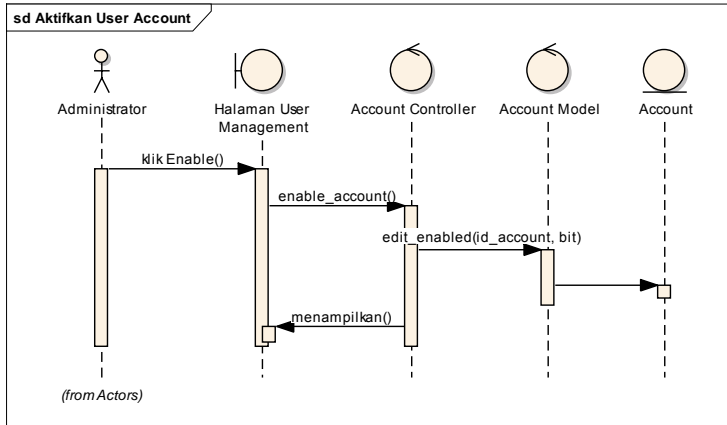 sd Aktifkan User Account
Administrator
Halaman User
Management
Account Controller
Account Model
Account
klik Enable()
enable_account()
edit_enabled(id_account, bit)
menampilkan()
(from Actors)